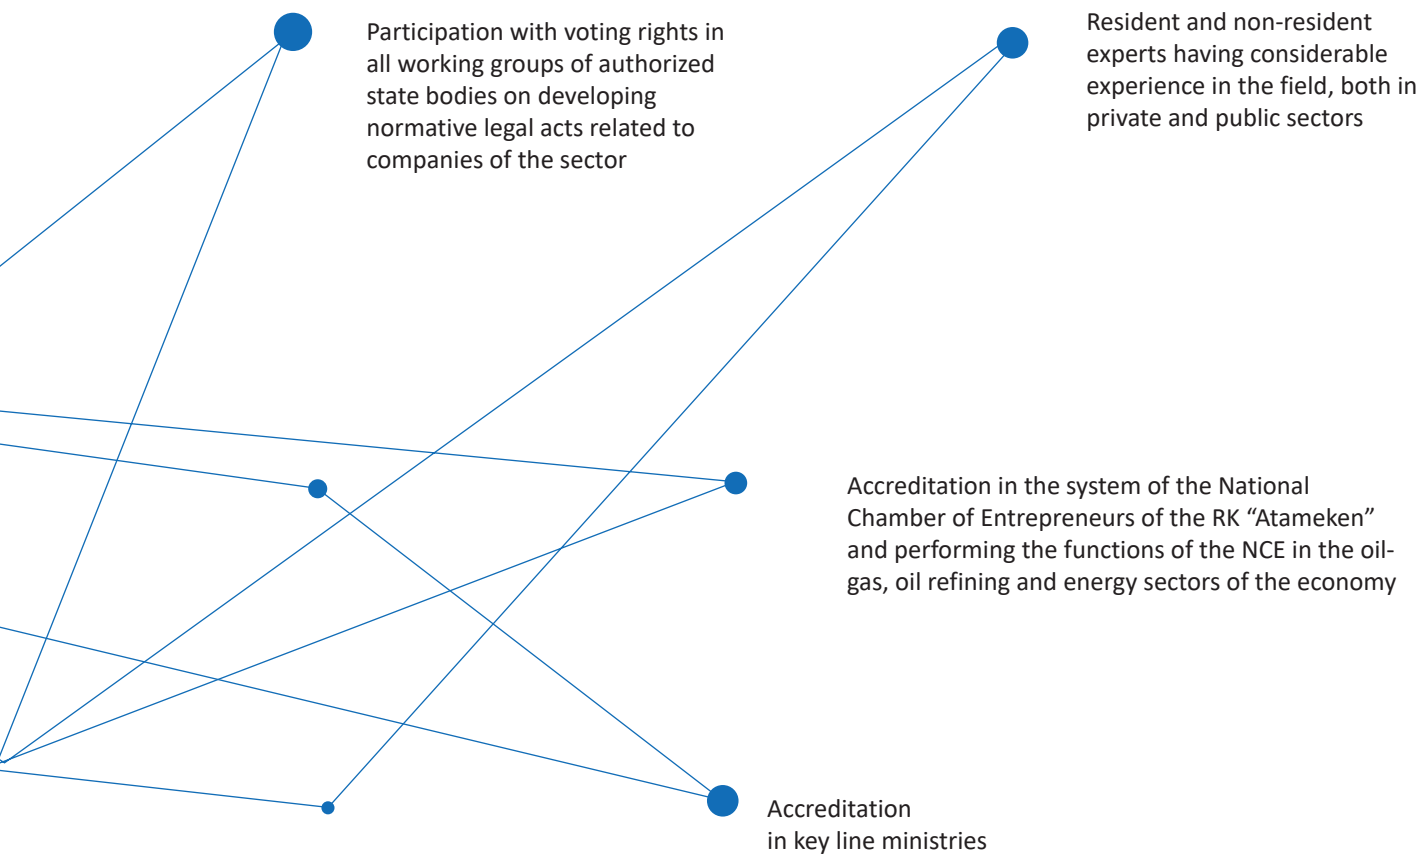 Participation with voting rights in
all working groups of authorized
state bodies on developing
normative legal acts related to
companies of the sector
Resident and non-resident
experts having considerable
experience in the field, both in
private and public sectors
Accreditation in the system of the National
Chamber of Entrepreneurs of the RK “Atameken”
and performing the functions of the NCE in the oil-
gas, oil refining and energy sectors of the economy
Accreditation
in key line ministries